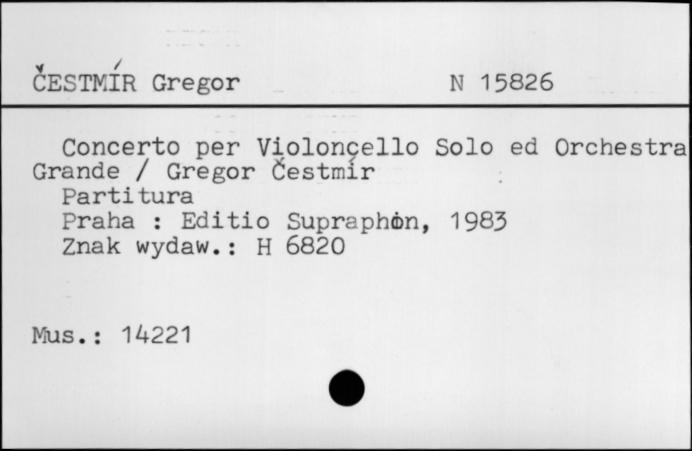 ČESTMÍR Gregor N 15826
Concerto per Violoncello Solo ed Orchestra
Grande / Gregor Čestmír
Partitura
Praha : Editio Supraphon, 1983
Znak wydaw.: H 6820
Mus.: 14221